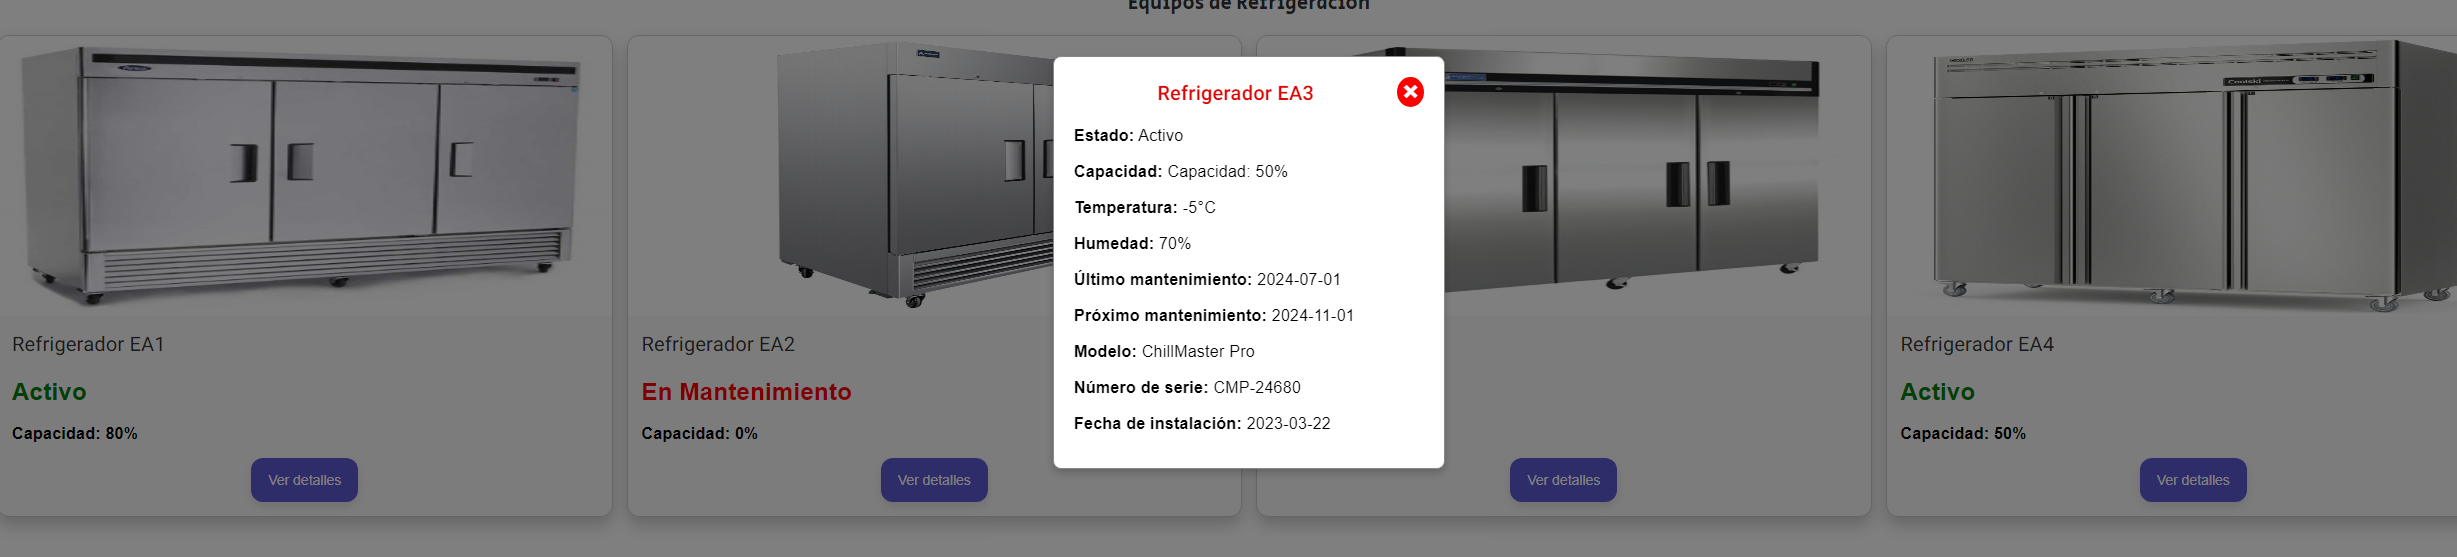 Equipos de Refrigeración
Refrigerador EA3
Estado: Activo
Capacidad: Capacidad: 50%
Temperatura: -5°C
Humedad: 70%
Último mantenimiento: 2024-07-01
Próximo mantenimiento: 2024-11-01
Modelo: ChillMaster Pro
Número de serie: CMP-24680
Fecha de instalación: 2023-03-22
Refrigerador EA1
Activo
Capacidad: 80%
Ver detalles
Refrigerador EA2
En Mantenimiento
Capacidad: 0%
Ver detalles
Ver detalles
Refrigerador EA4
Activo
Capacidad: 50%
Ver detalles